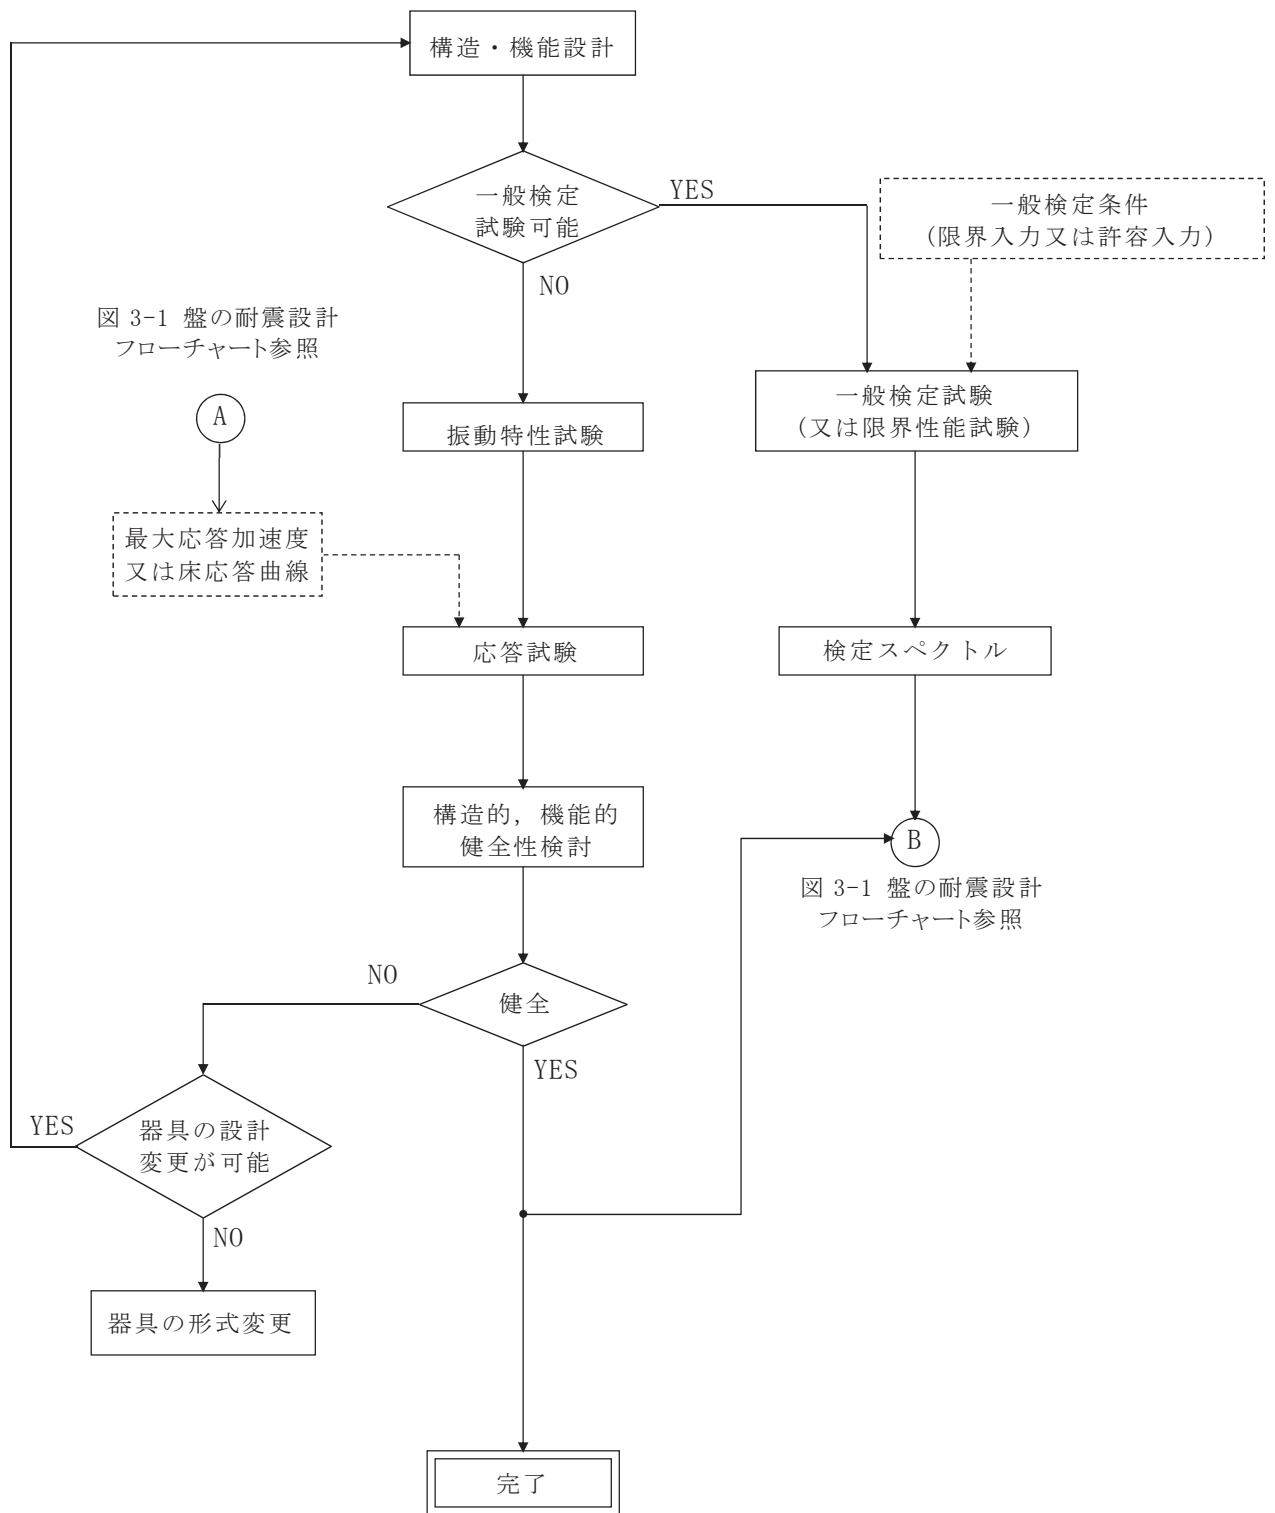 構造・機能設計
一般検定
試験可能
YES
一般検定条件
(限界入力又は許容入力)
NO
図 3-1 盤の耐震設計
フローチャート参照
一般検定試験
(又は限界性能試験)
A
振動特性試験
最大応答加速度
又は床応答曲線
応答試験
検定スペクトル
構造的, 機能的
健全性検討
B
図 3-1 盤の耐震設計
フローチャート参照
NO
健全
YES
YES
器具の設計
変更が可能
NO
器具の形式変更
完了